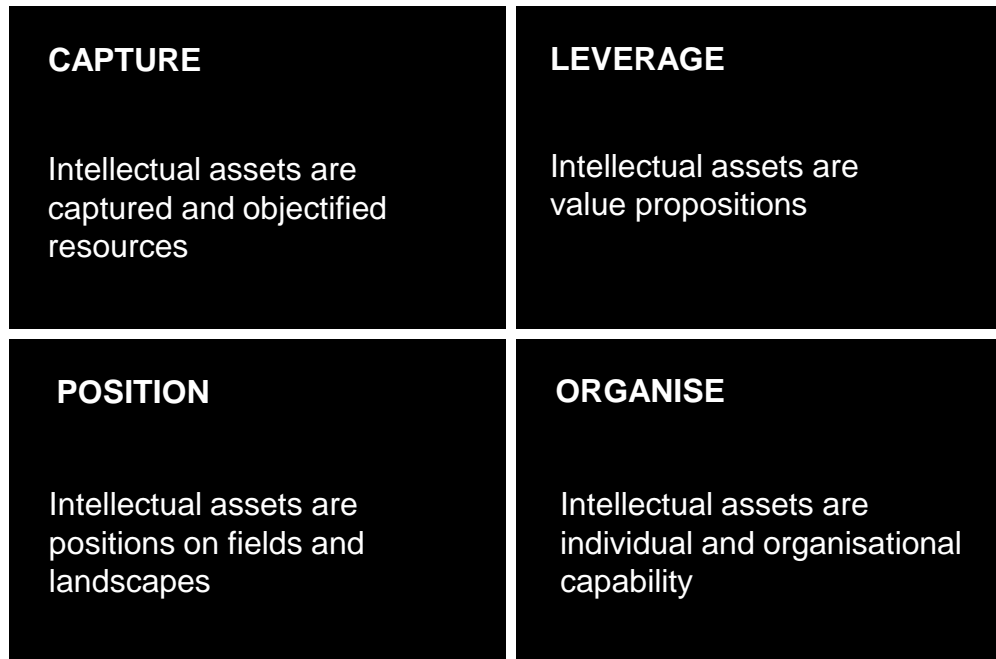 CAPTURE
Intellectual assets are
captured and objectified
resources
LEVERAGE
Intellectual assets are
value propositions
POSITION
Intellectual assets are
positions on fields and
landscapes
ORGANISE
Intellectual assets are
individual and organisational
capability